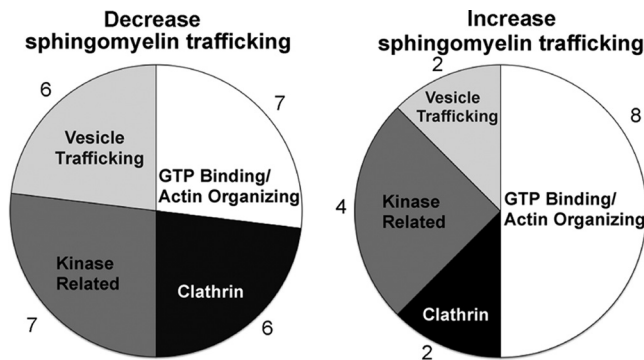 Decrease
sphingomyelin trafficking
6
7
Vesicle
Trafficking
GTP Binding/
Actin Organizing
Kinase
Related
Clathrin
7
6
Increase
sphingomyelin trafficking
2
8
Vesicle
Trafficking
4
Kinase
Related
GTP Binding/
Actin Organizing
Clathrin
2